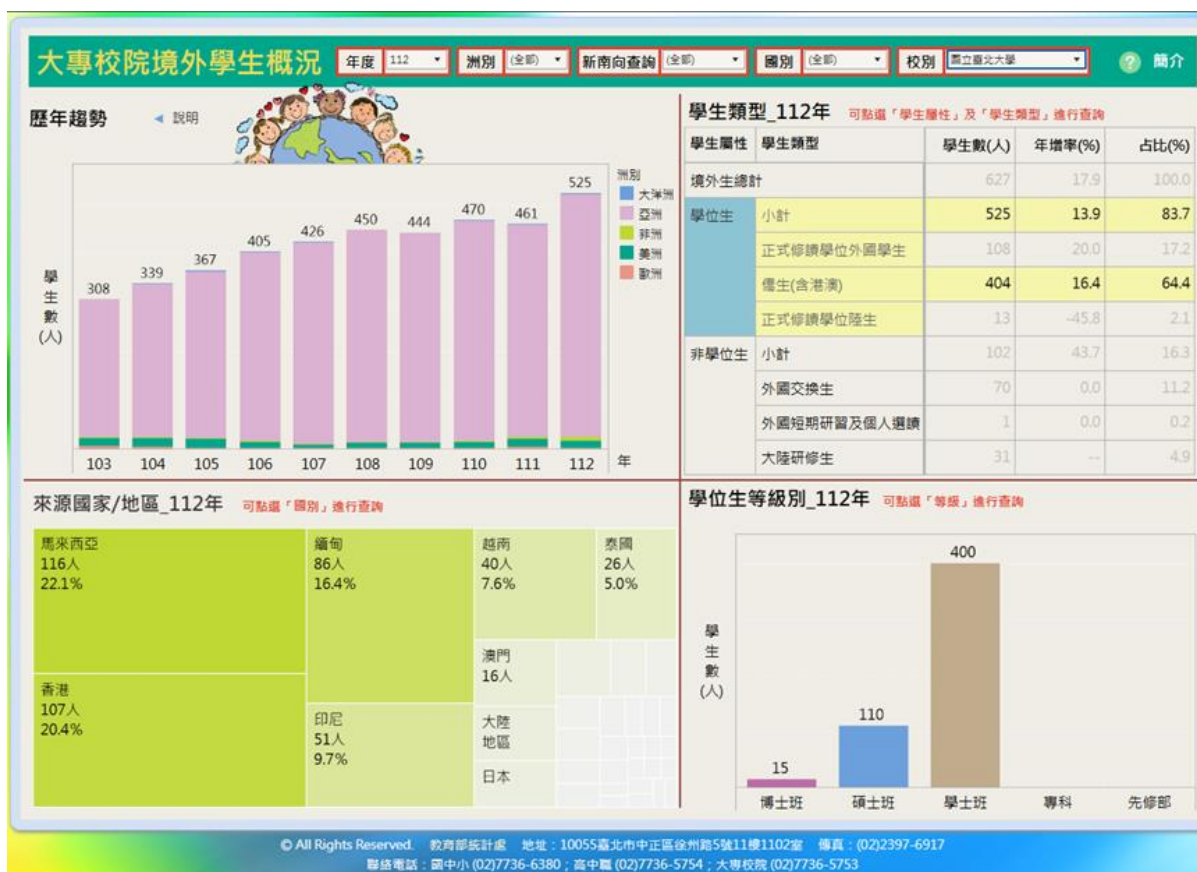 大專校院境外學生概況 年度 112 洲別 (全部) 新南向查詢 (全部) 國別 (全部) 校別 國立臺北大學 ? 簡介
歷年趨勢 說明
學生數(人)
308 339 367 405 426 450 444 470 461 525
103 104 105 106 107 108 109 110 111 112 年
洲別
大洋洲
亞洲
非洲
美洲
歐洲
學生類型_112年 可點選「學生屬性」及「學生類型」進行查詢
學生屬性 學生類型 學生數(人) 年增率(%) 占比(%)
境外生總計 627 17.9 100.0
學位生 小計 525 13.9 83.7
正式修讀學位外國學生 108 20.0 17.2
僑生(含港澳) 404 16.4 64.4
正式修讀學位陸生 13 -45.8 2.1
非學位生 小計 102 43.7 16.3
外國交換生 70 0.0 11.2
外國短期研習及個人選讀 1 0.0 0.2
大陸研修生 31 -- 4.9
來源國家/地區_112年 可點選「國別」進行查詢
馬來西亞
116人
22.1%
香港
107人
20.4%
緬甸
86人
16.4%
印尼
51人
9.7%
越南
40人
7.6%
泰國
26人
5.0%
澳門
16人
大陸
地區
日本
學位生等級別_112年 可點選「等級」進行查詢
學生數(人)
15 110 400
博士班 碩士班 學士班 專科 先修部
© All Rights Reserved. 教育部統計處 地址：10055臺北市中正區徐州路5號11樓1102室 傳真：(02)2397-6917
聯絡電話：國中小 (02)7736-6380；高中職 (02)7736-5754；大專校院 (02)7736-5753